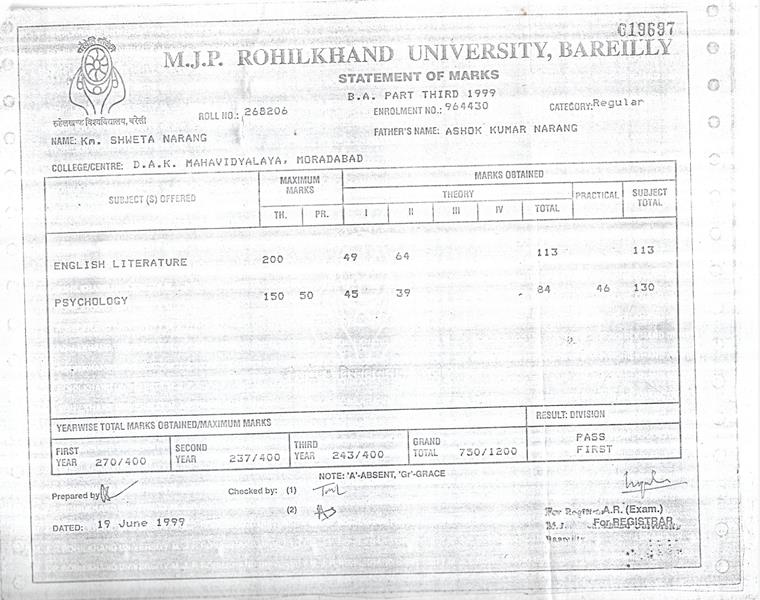 619697
M.J.P. ROHILKHAND UNIVERSITY, BAREILLY
STATEMENT OF MARKS
B.A. PART THIRD 1999
रुहेलखण्ड विश्वविद्यालय, बरेली
ROLL NO.: 268206 ENROLMENT NO.: 964430 CATEGORY: Regular
NAME: Km. SHWETA NARANG FATHER'S NAME: ASHOK KUMAR NARANG
COLLEGE/CENTRE: D.A.K. MAHAVIDYALAYA, MORADABAD
SUBJECT (S) OFFERED MAXIMUM MARKS MARKS OBTAINED
THEORY PRACTICAL SUBJECT TOTAL
TH. PR. I II III IV TOTAL
ENGLISH LITERATURE 200 49 64 113 113
PSYCHOLOGY 150 50 45 39 84 46 130
YEARWISE TOTAL MARKS OBTAINED/MAXIMUM MARKS RESULT: DIVISION
FIRST YEAR 270/400 SECOND YEAR 237/400 THIRD YEAR 243/400 GRAND TOTAL 750/1200 PASS
FIRST
NOTE: 'A'-ABSENT, 'Gr'-GRACE
Prepared by Checked by: (1)
(2)
A.R. (Exam.)
For REGISTRAR
DATED: 19 June 1999